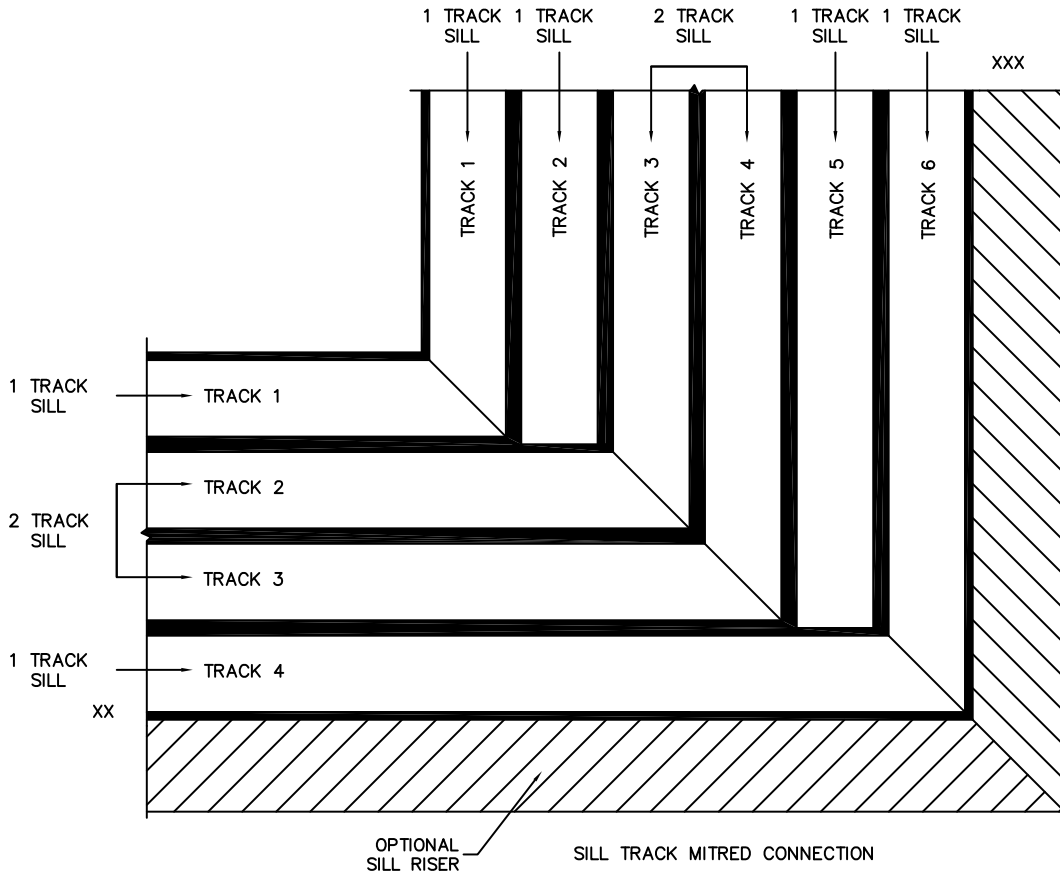 1 TRACK
SILL
1 TRACK
SILL
2 TRACK
SILL
1 TRACK
SILL
1 TRACK
SILL
XXX
TRACK 1
TRACK 2
TRACK 3
TRACK 4
TRACK 5
TRACK 6
1 TRACK
SILL
TRACK 1
TRACK 2
2 TRACK
SILL
TRACK 3
1 TRACK
SILL
TRACK 4
XX
OPTIONAL
SILL RISER
SILL TRACK MITRED CONNECTION